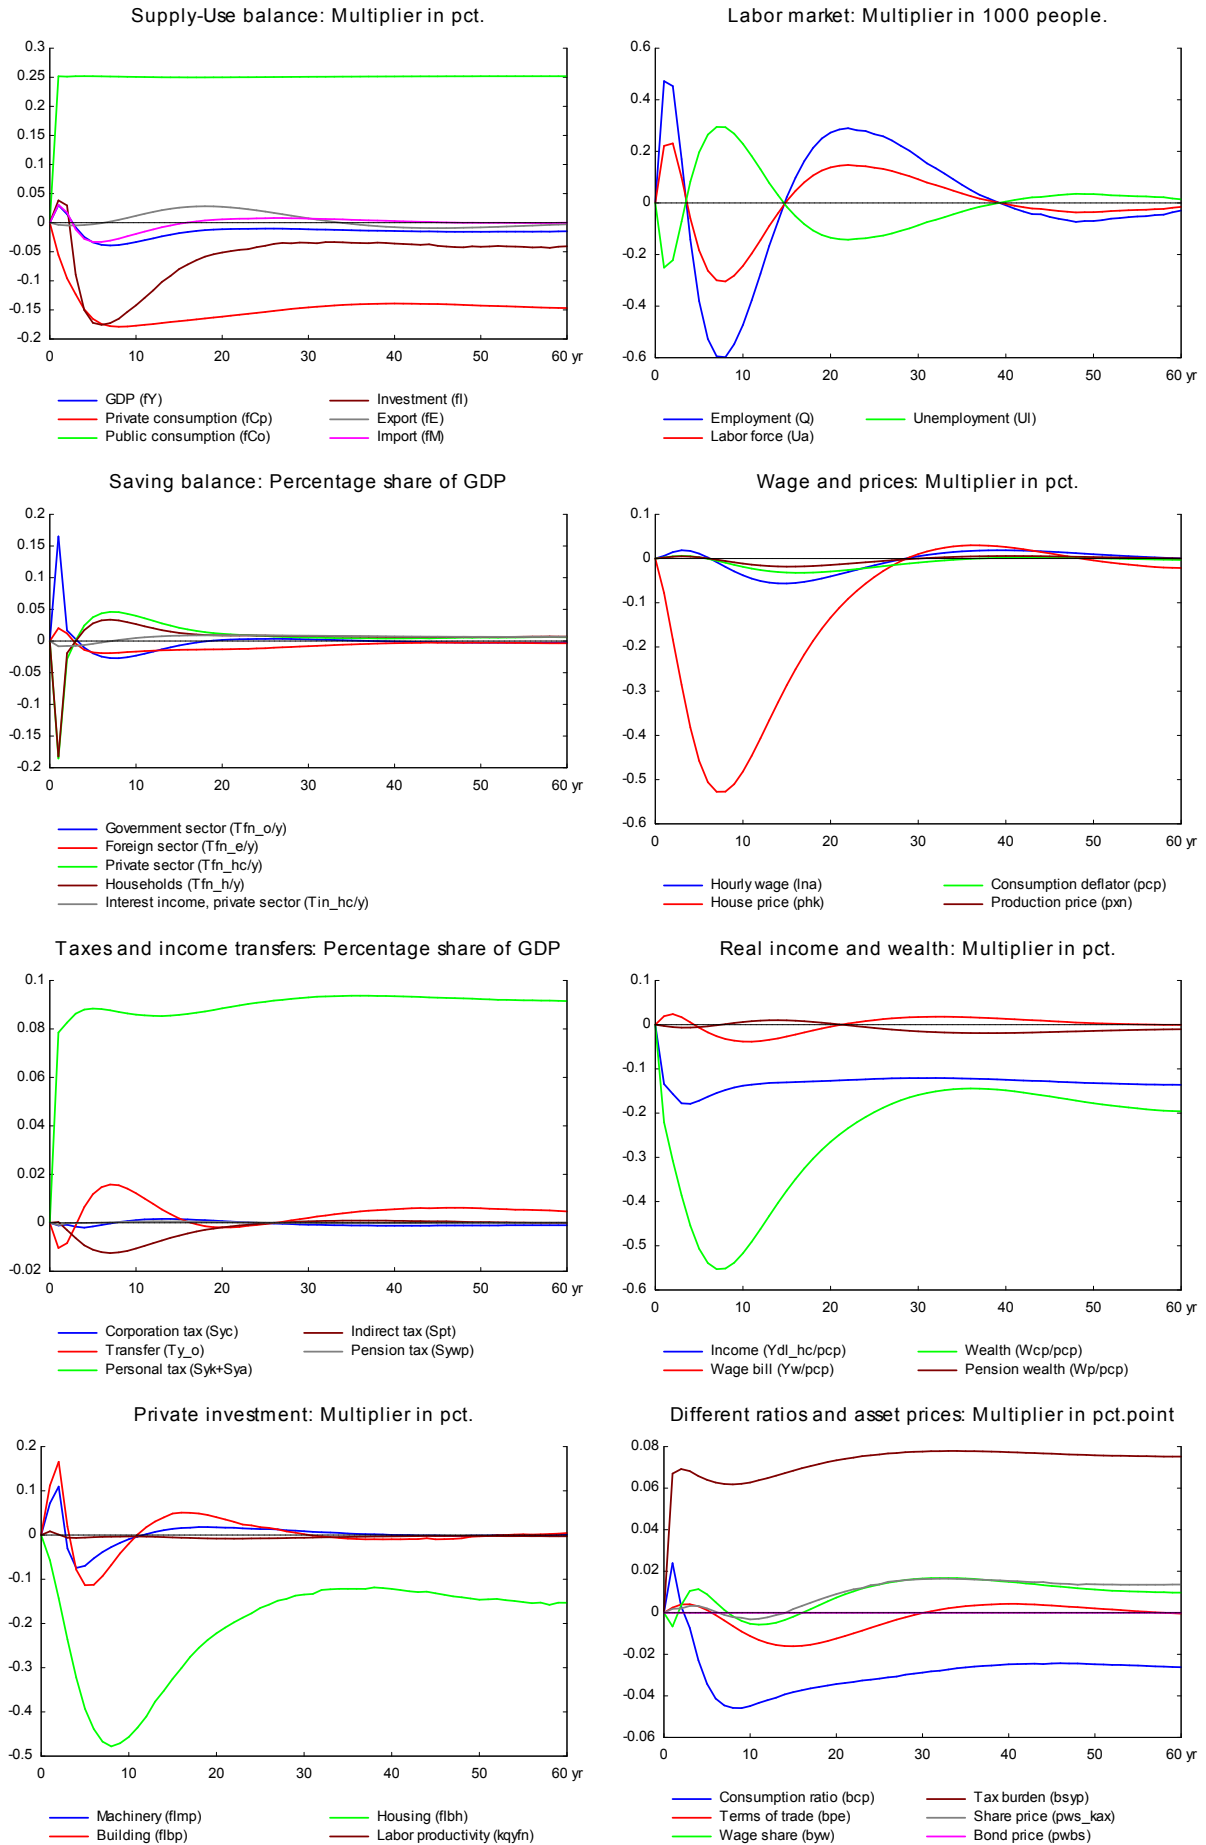 Supply-Use balance: Multiplier in pct.
0.3
0.25
0.2
0.15
0.1
0.05
0
-0.05
-0.1
-0.15
-0.2
0 10 20 30 40 50 60 yr
GDP (fY)
Private consumption (fCp)
Public consumption (fCo)
Investment (fI)
Export (fE)
Import (fM)
Labor market: Multiplier in 1000 people.
0.6
0.4
0.2
0
-0.2
-0.4
-0.6
0 10 20 30 40 50 60 yr
Employment (Q)
Labor force (Ua)
Unemployment (Ul)
Saving balance: Percentage share of GDP
0.2
0.15
0.1
0.05
0
-0.05
-0.1
-0.15
-0.2
0 10 20 30 40 50 60 yr
Government sector (Tfn_o/y)
Foreign sector (Tfn_e/y)
Private sector (Tfn_hc/y)
Households (Tfn_h/y)
Interest income, private sector (Tin_hc/y)
Wage and prices: Multiplier in pct.
0.1
0
-0.1
-0.2
-0.3
-0.4
-0.5
-0.6
0 10 20 30 40 50 60 yr
Hourly wage (lna)
House price (phk)
Consumption deflator (pcp)
Production price (pxn)
Taxes and income transfers: Percentage share of GDP
0.1
0.08
0.06
0.04
0.02
0
-0.02
0 10 20 30 40 50 60 yr
Corporation tax (Syc)
Transfer (Ty_o)
Personal tax (Syk+Sya)
Indirect tax (Spt)
Pension tax (Sywp)
Real income and wealth: Multiplier in pct.
0.1
0
-0.1
-0.2
-0.3
-0.4
-0.5
-0.6
0 10 20 30 40 50 60 yr
Income (Ydl_hc/pcp)
Wage bill (Yw/pcp)
Wealth (Wcp/pcp)
Pension wealth (Wp/pcp)
Private investment: Multiplier in pct.
0.2
0.1
0
-0.1
-0.2
-0.3
-0.4
-0.5
0 10 20 30 40 50 60 yr
Machinery (fImp)
Building (fIbp)
Housing (fIbh)
Labor productivity (kqyfn)
Different ratios and asset prices: Multiplier in pct.point
0.08
0.06
0.04
0.02
0
-0.02
-0.04
-0.06
0 10 20 30 40 50 60 yr
Consumption ratio (bcp)
Terms of trade (bpe)
Wage share (byw)
Tax burden (bsyp)
Share price (pws_kax)
Bond price (pwbs)